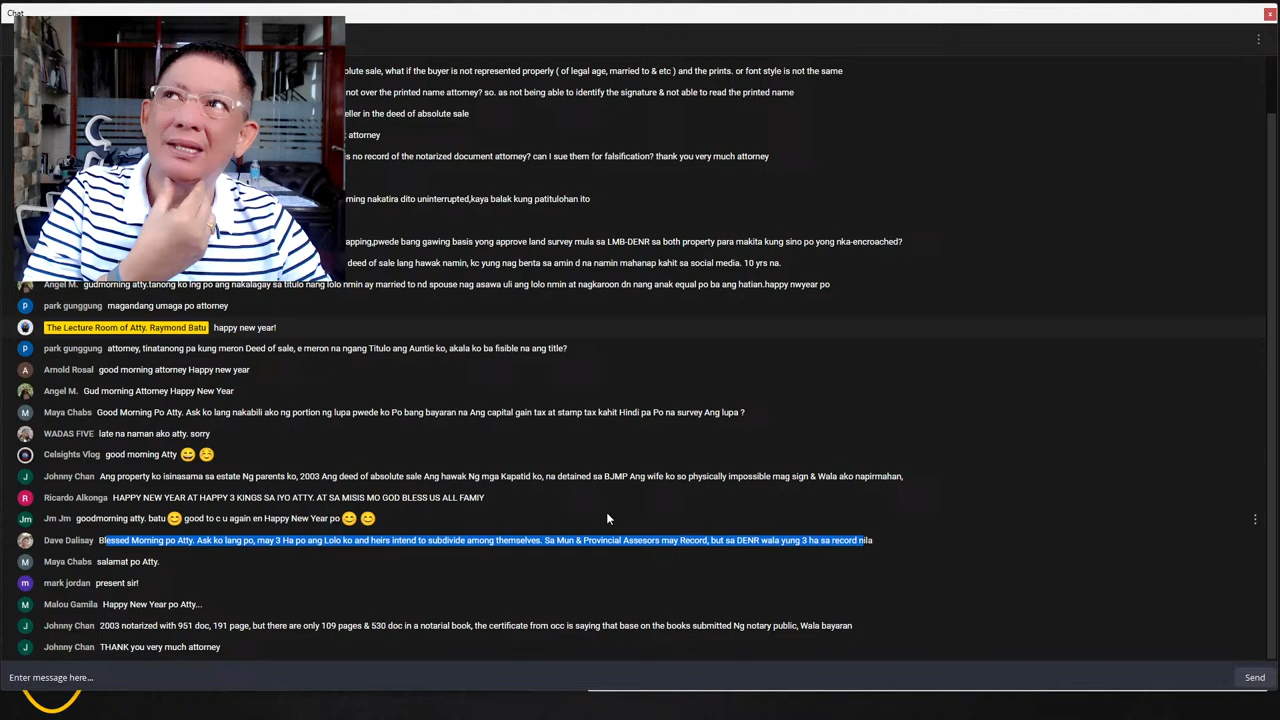 Chat
x
olute sale, what if the buyer is not represented properly ( of legal age, married to & etc ) and the prints. or font style is not the same
not over the printed name attorney? so. as not being able to identify the signature & not able to read the printed name
eller in the deed of absolute sale
t attorney
is no record of the notarized document attorney? can I sue them for falsification? thank you very much attorney
aming nakatira dito uninterrupted,kaya balak kung patitulohan ito
apping,pwede bang gawing basis yong approve land survey mula sa LMB-DENR sa both property para makita kung sino po yong nka-encroached?
deed of sale lang hawak namin, kc yung nag benta sa amin d na namin mahanap kahit sa social media. 10 yrs na.
Angel M. gudmorning atty.tanong ko lng po ang nakalagay sa titulo nang lolo nmin ay married to nd spouse nag asawa uli ang lolo nmin at nagkaroon dn nang anak equal po ba ang hatian.happy nwyear po
P park gunggung magandang umaga po attorney
The Lecture Room of Atty. Raymond Batu happy new year!
P park gunggung attorney, tinatanong pa kung meron Deed of sale, e meron na ngang Titulo ang Auntie ko, akala ko ba fisible na ang title?
A Arnold Rosal good morning attorney Happy new year
Angel M. Gud morning Attorney Happy New Year
M Maya Chabs Good Morning Po Atty. Ask ko lang nakabili ako ng portion ng lupa pwede ko Po bang bayaran na Ang capital gain tax at stamp tax kahit Hindi pa Po na survey Ang lupa ?
WADAS FIVE late na naman ako atty. sorry
Celsights Vlog good morning Atty 😄 ☺️
J Johnny Chan Ang property ko isinasama sa estate Ng parents ko, 2003 Ang deed of absolute sale Ang hawak Ng mga Kapatid ko, na detained sa BJMP Ang wife ko so physically impossible mag sign & Wala ako napirmahan,
R Ricardo Alkonga HAPPY NEW YEAR AT HAPPY 3 KINGS SA IYO ATTY. AT SA MISIS MO GOD BLESS US ALL FAMIY
Jm Jm Jm goodmorning atty. batu 😊 good to c u again en Happy New Year po 😊 😊
Dave Dalisay Blessed Morning po Atty. Ask ko lang po, may 3 Ha po ang Lolo ko and heirs intend to subdivide among themselves. Sa Mun & Provincial Assesors may Record, but sa DENR wala yung 3 ha sa record nila
M Maya Chabs salamat po Atty.
m mark jordan present sir!
M Malou Gamila Happy New Year po Atty...
J Johnny Chan 2003 notarized with 951 doc, 191 page, but there are only 109 pages & 530 doc in a notarial book, the certificate from occ is saying that base on the books submitted Ng notary public, Wala bayaran
J Johnny Chan THANK you very much attorney
Enter message here...
Send